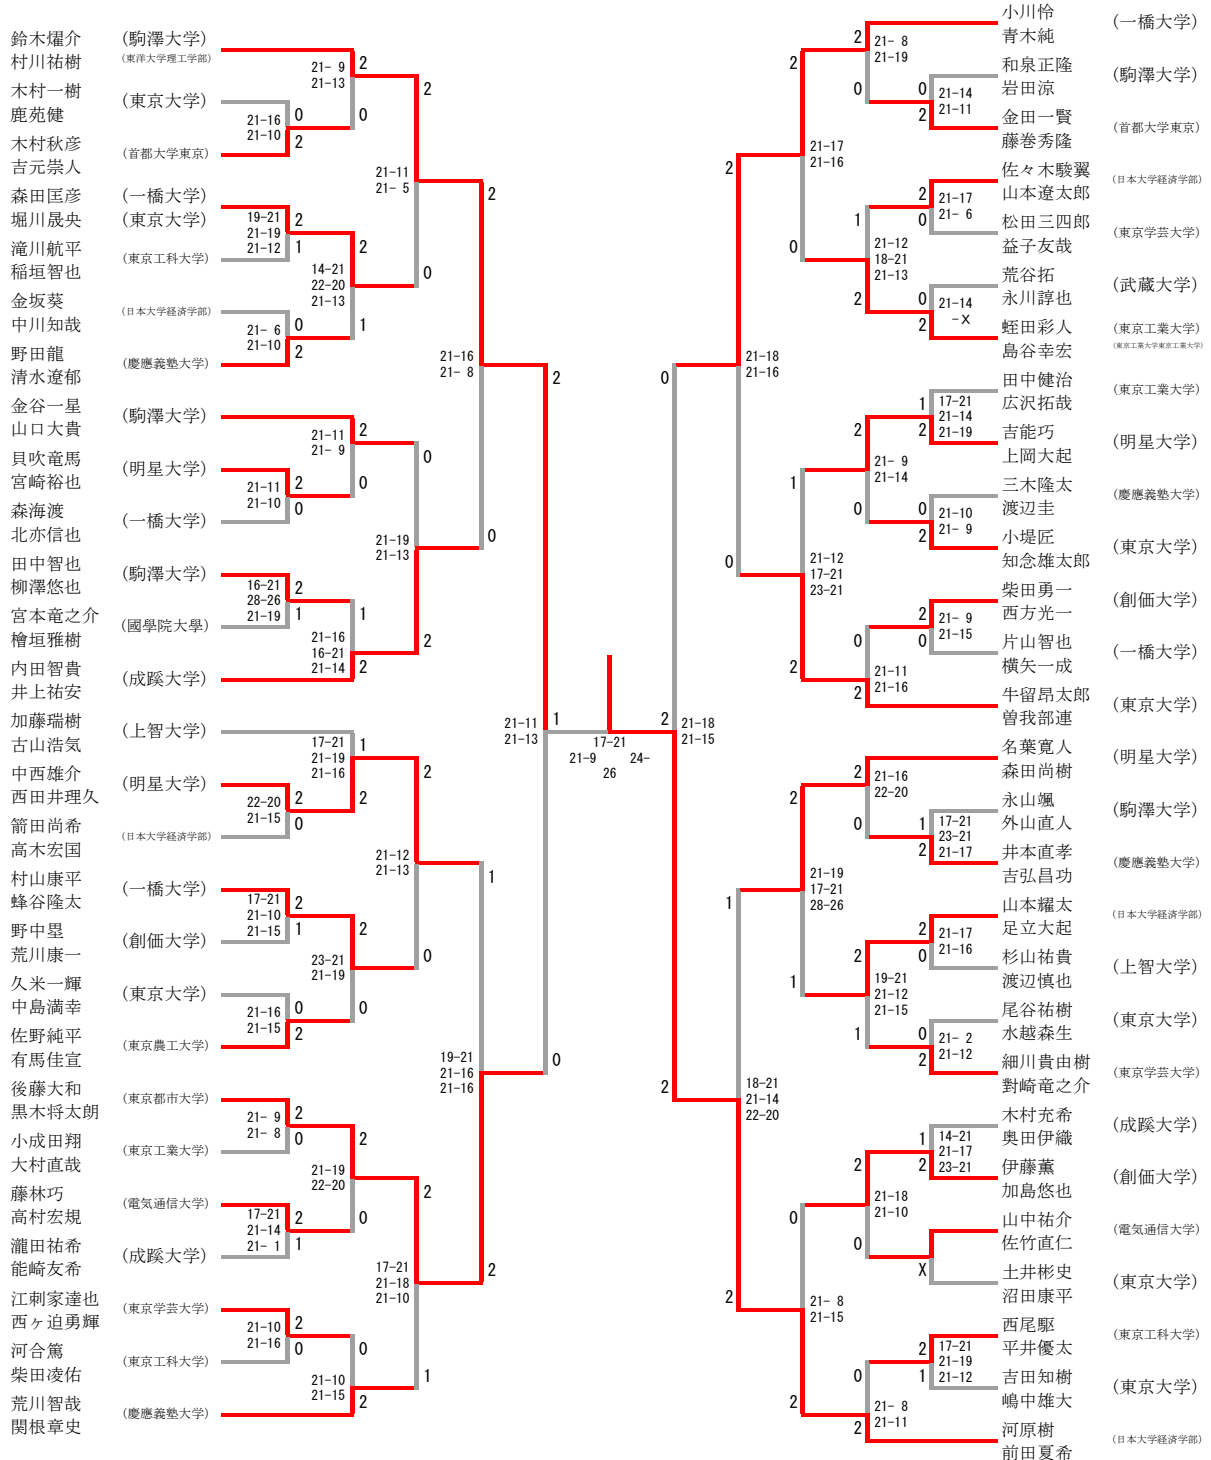 鈴木燿介 (駒澤大学)
村川祐樹 (東洋大学理工学部)
木村一樹 (東京大学)
鹿苑健
木村秋彦 (首都大学東京)
吉元崇人
森田匡彦 (一橋大学)
堀川晟央 (東京大学)
滝川航平 (東京工科大学)
稲垣智也
金坂葵 (日本大学経済学部)
中川知哉
野田龍 (慶應義塾大学)
清水遼郁
金谷一星 (駒澤大学)
山口大貴
貝吹竜馬 (明星大学)
宮崎裕也
森海渡 (一橋大学)
北亦信也
田中智也 (駒澤大学)
柳澤悠也
宮本竜之介 (國學院大學)
檜垣雅樹
内田智貴 (成蹊大学)
井上祐安
加藤瑞樹 (上智大学)
古山浩気
中西雄介 (明星大学)
西田井理久
箭田尚希 (日本大学経済学部)
高木宏国
村山康平 (一橋大学)
蜂谷隆太
野中塁 (創価大学)
荒川康一
久米一輝 (東京大学)
中島満幸
佐野純平 (東京農工大学)
有馬佳宣
後藤大和 (東京都市大学)
黒木将太朗
小成田翔 (東京工業大学)
大村直哉
藤林巧 (電気通信大学)
高村宏規
瀧田祐希 (成蹊大学)
能崎友希
江刺家達也 (東京学芸大学)
西ヶ迫勇輝
河合篤 (東京工科大学)
柴田凌佑
荒川智哉 (慶應義塾大学)
関根章史
21-16 0
21-10 2
19-21 2
21-19
21-12 1
21- 6 0
21-10 2
21-11 2
21-10 0
16-21 2
28-26
21-19 1
22-20 2
21-15 0
17-21 2
21-10
21-15 1
21-16 0
21-15 2
21- 9 2
21- 8 0
17-21 2
21-14
21- 1 1
21-10 2
21-16 0
21- 9 2
21-13 0
14-21 2
22-20
21-13 1
21-11 2
21- 9 0
21-16 1
16-21
21-14 2
17-21 1
21-19
21-16 2
23-21 2
21-19 0
21-19 2
22-20 0
21-10 0
21-15 2
21-11 2
21- 5 0
21-19 0
21-13 2
21-12 2
21-13 0
17-21 2
21-18
21-10 1
21-16 2
21- 8 0
19-21 1
21-16
21-16 2
21-11 2
21-13 0
1 17-21 2
21-9 24-
26
小川怜 (一橋大学)
青木純
和泉正隆 (駒澤大学)
岩田涼
金田一賢 (首都大学東京)
藤巻秀隆
佐々木駿翼 (日本大学経済学部)
山本遼太郎
松田三四郎 (東京学芸大学)
益子友哉
荒谷拓 (武蔵大学)
永川諄也
蛭田彩人 (東京工業大学)
島谷幸宏 (東京工業大学東京工業大学)
田中健治 (東京工業大学)
広沢拓哉
吉能巧 (明星大学)
上岡大起
三木隆太 (慶應義塾大学)
渡辺圭
小堤匠 (東京大学)
知念雄太郎
柴田勇一 (創価大学)
西方光一
片山智也 (一橋大学)
横矢一成
牛留昂太郎 (東京大学)
曽我部連
名葉寛人 (明星大学)
森田尚樹
永山颯 (駒澤大学)
外山直人
井本直孝 (慶應義塾大学)
吉弘昌功
山本耀太 (日本大学経済学部)
足立大起
杉山祐貴 (上智大学)
渡辺慎也
尾谷祐樹 (東京大学)
水越森生
細川貴由樹 (東京学芸大学)
對崎竜之介
木村充希 (成蹊大学)
奥田伊織
伊藤薫 (創価大学)
加島悠也
山中祐介 (電気通信大学)
佐竹直仁
土井彬史 (東京大学)
沼田康平
西尾駆 (東京工科大学)
平井優太
吉田知樹 (東京大学)
嶋中雄大
河原樹 (日本大学経済学部)
前田夏希
0 21-14
2 21-11
2 21-17
0 21- 6
0 21-14
2 -X
1 17-21
21-14
2 21-19
0 21-10
2 21- 9
2 21- 9
0 21-15
1 17-21
23-21
2 21-17
2 21-17
0 21-16
0 21- 2
2 21-12
1 14-21
21-17
2 23-21
X
2 17-21
21-19
1 21-12
2 21- 8
0 21-19
1 21-12
18-21
2 21-13
2 21- 9
0 21-14
0 21-11
2 21-16
2 21-16
0 22-20
2 19-21
21-12
1 21-15
2 21-18
0 21-10
0 21- 8
2 21-11
2 21-17
0 21-16
1 21-12
17-21
2 23-21
2 21-19
17-21
1 28-26
0 21- 8
2 21-15
2 21-18
0 21-16
1 18-21
21-14
2 22-20
0 21-18
2 21-15